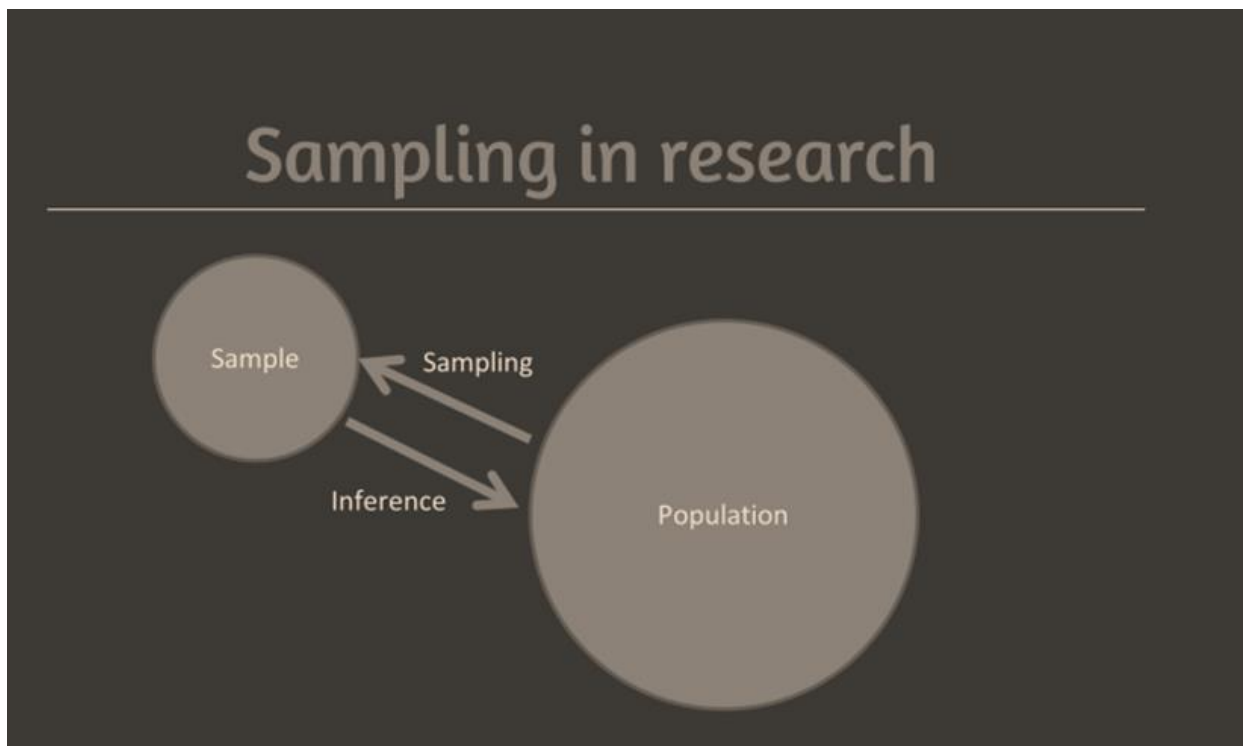 Sampling in research
Sample
Sampling
Inference
Population